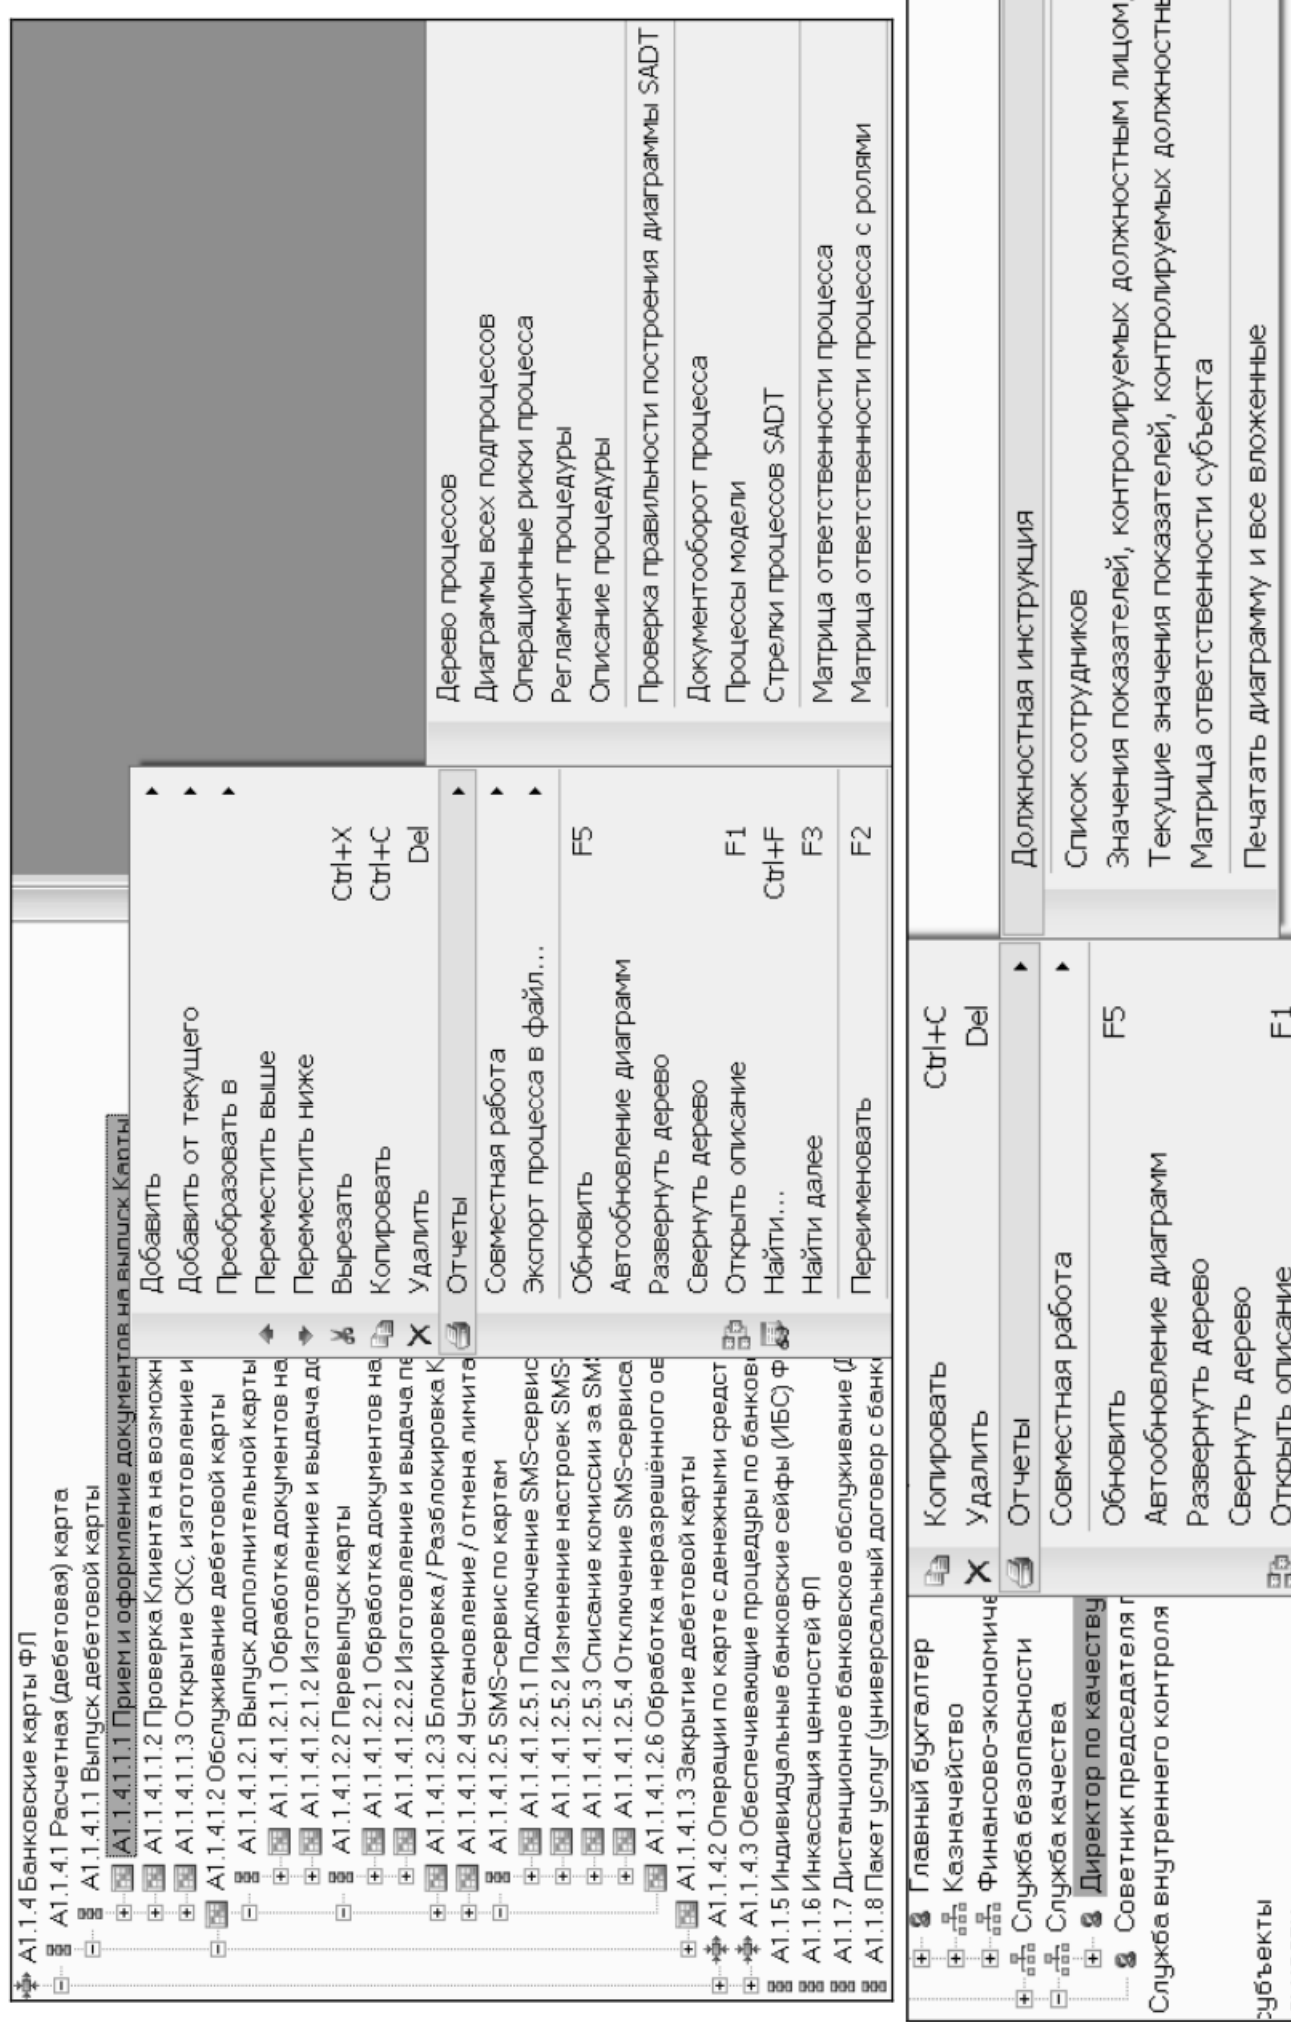 А1.1.4 Банковские карты ФЛ
А1.1.4.1 Расчетная (дебетовая) карта
А1.1.4.1.1 Выпуск дебетовой карты
А1.1.4.1.1.1 Прием и оформление документов на выпуск Карты
А1.1.4.1.1.2 Проверка Клиента на возможн
А1.1.4.1.1.3 Открытие СКС, изготовление и
А1.1.4.1.2 Обслуживание дебетовой карты
А1.1.4.1.2.1 Выпуск дополнительной карты
А1.1.4.1.2.1.1 Обработка документов на
А1.1.4.1.2.1.2 Изготовление и выдача до
А1.1.4.1.2.2 Перевыпуск карты
А1.1.4.1.2.2.1 Обработка документов на
А1.1.4.1.2.2.2 Изготовление и выдача пе
А1.1.4.1.2.3 Блокировка / Разблокировка К
А1.1.4.1.2.4 Установление / отмена лимита
А1.1.4.1.2.5 SMS-сервис по картам
А1.1.4.1.2.5.1 Подключение SMS-сервис
А1.1.4.1.2.5.2 Изменение настроек SMS-
А1.1.4.1.2.5.3 Списание комиссии за SMS
А1.1.4.1.2.5.4 Отключение SMS-сервиса
А1.1.4.1.2.6 Обработка неразрешённого ов
А1.1.4.1.3 Закрытие дебетовой карты
А1.1.4.2 Операции по карте с денежными средст
А1.1.4.3 Обеспечивающие процедуры по банков
А1.1.5 Индивидуальные банковские сейфы (ИБС) Ф
А1.1.6 Инкассация ценностей ФЛ
А1.1.7 Дистанционное банковское обслуживание (Д
А1.1.8 Пакет услуг (универсальный договор с банк
Добавить
Добавить от текущего
Преобразовать в
Переместить выше
Переместить ниже
Вырезать Ctrl+X
Копировать Ctrl+C
Удалить Del
Отчеты
Совместная работа
Экспорт процесса в файл...
Обновить F5
Автообновление диаграмм
Развернуть дерево
Свернуть дерево
Открыть описание F1
Найти... Ctrl+F
Найти далее F3
Переименовать F2
Дерево процессов
Диаграммы всех подпроцессов
Операционные риски процесса
Регламент процедуры
Описание процедуры
Проверка правильности построения диаграммы SADT
Документооборот процесса
Процессы модели
Стрелки процессов SADT
Матрица ответственности процесса
Матрица ответственности процесса с ролями
Главный бухгалтер
Казначейство
Финансово-экономиче
Служба безопасности
Служба качества
Директор по качеству
Советник председателя п
Служба внутреннего контроля
субъекты
Копировать Ctrl+C
Удалить Del
Отчеты
Совместная работа
Обновить F5
Автообновление диаграмм
Развернуть дерево
Свернуть дерево
Открыть описание F1
Должностная инструкция
Список сотрудников
Значения показателей, контролируемых должностным лицом,
Текущие значения показателей, контролируемых должностны
Матрица ответственности субъекта
Печатать диаграмму и все вложенные